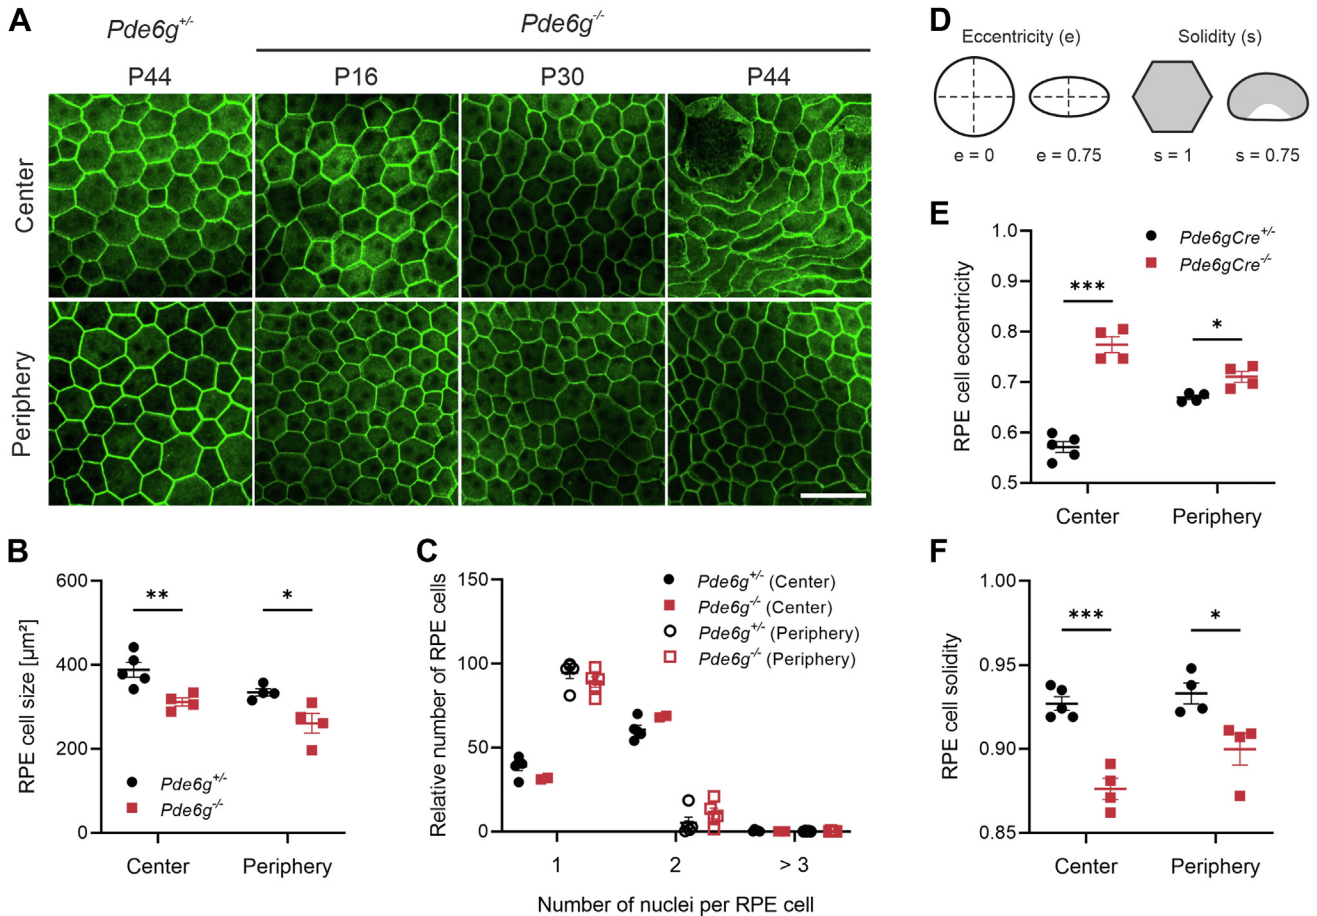 A
Pde6g+/-
Pde6g-/-
P44
P16
P30
P44
Center
Periphery
B
RPE cell size [µm²]
600
400
200
0
**
*
Pde6g+/-
Pde6g-/-
Center
Periphery
C
Relative number of RPE cells
150
100
50
0
Pde6g+/- (Center)
Pde6g-/- (Center)
Pde6g+/- (Periphery)
Pde6g-/- (Periphery)
1
2
> 3
Number of nuclei per RPE cell
D
Eccentricity (e)
Solidity (s)
e = 0
e = 0.75
s = 1
s = 0.75
E
RPE cell eccentricity
1.0
0.9
0.8
0.7
0.6
0.5
Pde6gCre+/-
Pde6gCre-/-
***
*
Center
Periphery
F
RPE cell solidity
1.00
0.95
0.90
0.85
***
*
Center
Periphery